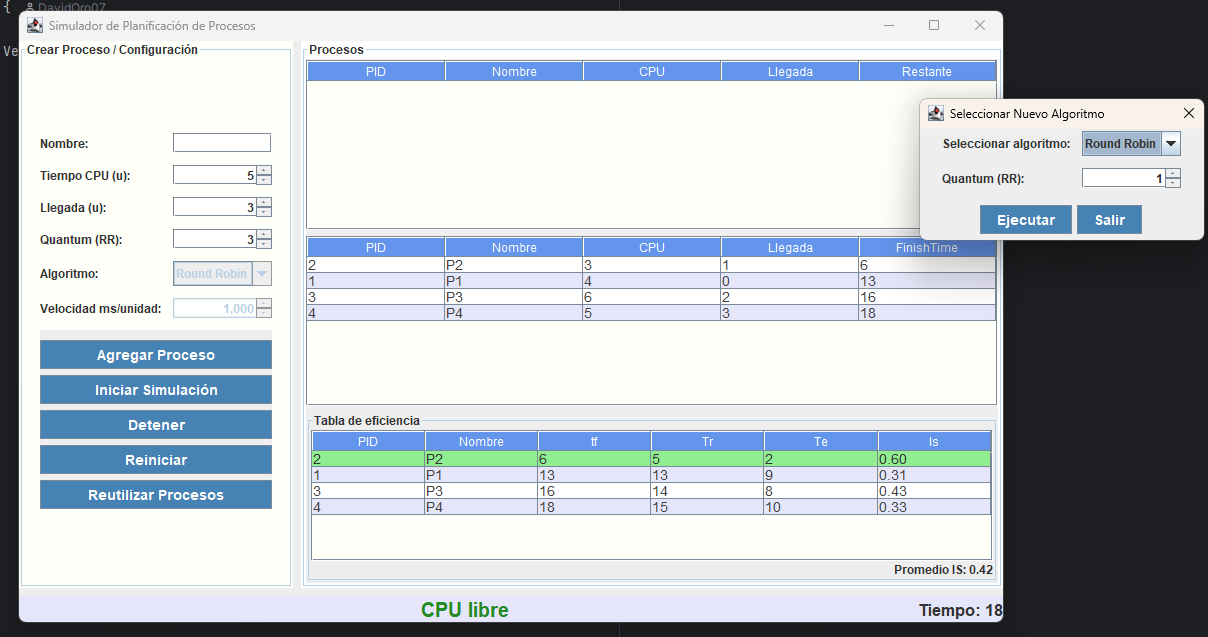 { DavidOro07
Simulador de Planificación de Procesos
Ve
Crear Proceso / Configuración
Nombre:
Tiempo CPU (u): 5
Llegada (u): 3
Quantum (RR): 3
Algoritmo: Round Robin
Velocidad ms/unidad: 1,000
Agregar Proceso
Iniciar Simulación
Detener
Reiniciar
Reutilizar Procesos
Procesos
PID Nombre CPU Llegada Restante
PID Nombre CPU Llegada FinishTime
2 P2 3 1 6
1 P1 4 0 13
3 P3 6 2 16
4 P4 5 3 18
Tabla de eficiencia
PID Nombre tf Tr Te Is
2 P2 6 5 2 0.60
1 P1 13 13 9 0.31
3 P3 16 14 8 0.43
4 P4 18 15 10 0.33
Promedio IS: 0.42
CPU libre
Tiempo: 18
Seleccionar Nuevo Algoritmo
Seleccionar algoritmo: Round Robin
Quantum (RR): 1
Ejecutar Salir